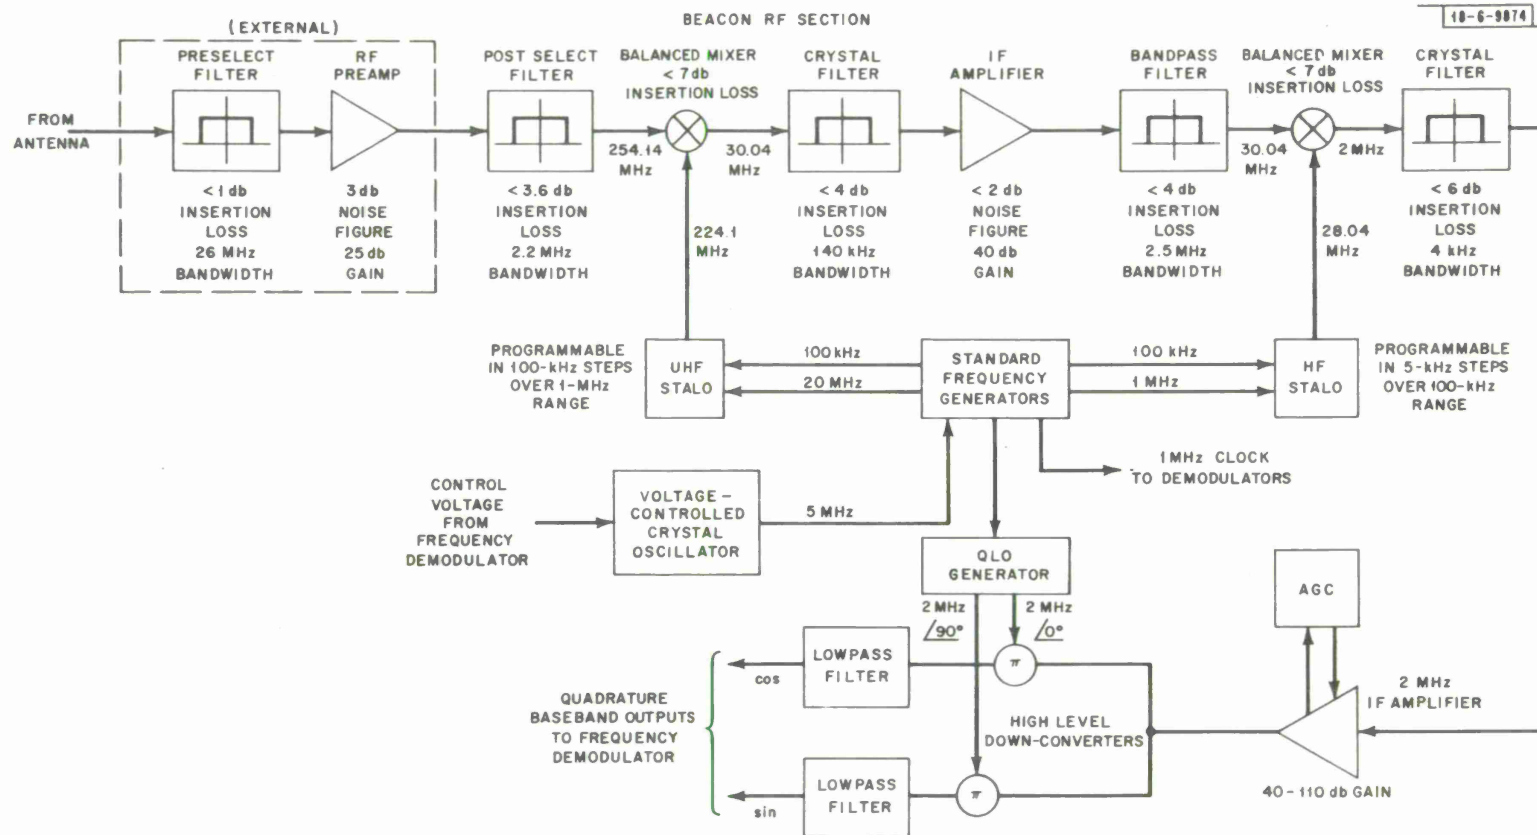 BEACON RF SECTION
18-6-9874
(EXTERNAL)
PRESELECT
FILTER
RF
PREAMP
POST SELECT
FILTER
BALANCED MIXER
< 7db
INSERTION LOSS
CRYSTAL
FILTER
IF
AMPLIFIER
BANDPASS
FILTER
BALANCED MIXER
< 7db
INSERTION LOSS
CRYSTAL
FILTER
FROM
ANTENNA
254.14
MHz
30.04
MHz
30.04
MHz
2 MHz
<1 db
INSERTION
LOSS
26 MHz
BANDWIDTH
3db
NOISE
FIGURE
25db
GAIN
<3.6 db
INSERTION
LOSS
2.2 MHz
BANDWIDTH
<4 db
INSERTION
LOSS
140 kHz
BANDWIDTH
<2 db
NOISE
FIGURE
40db
GAIN
<4 db
INSERTION
LOSS
2.5 MHz
BANDWIDTH
<6 db
INSERTION
LOSS
4 kHz
BANDWIDTH
224.1
MHz
28.04
MHz
PROGRAMMABLE
IN 100-kHz STEPS
OVER 1-MHz
RANGE
UHF
STALO
100 kHz
20 MHz
STANDARD
FREQUENCY
GENERATORS
100 kHz
1 MHz
HF
STALO
PROGRAMMABLE
IN 5-kHz STEPS
OVER 100-kHz
RANGE
1 MHz CLOCK
TO DEMODULATORS
CONTROL
VOLTAGE
FROM
FREQUENCY
DEMODULATOR
VOLTAGE-
CONTROLLED
CRYSTAL
OSCILLATOR
5 MHz
QLO
GENERATOR
2 MHz
/90°
2 MHz
/0°
AGC
cos
LOWPASS
FILTER
π
2 MHz
IF AMPLIFIER
QUADRATURE
BASEBAND OUTPUTS
TO FREQUENCY
DEMODULATOR
HIGH LEVEL
DOWN-CONVERTERS
sin
LOWPASS
FILTER
π
40-110 db GAIN